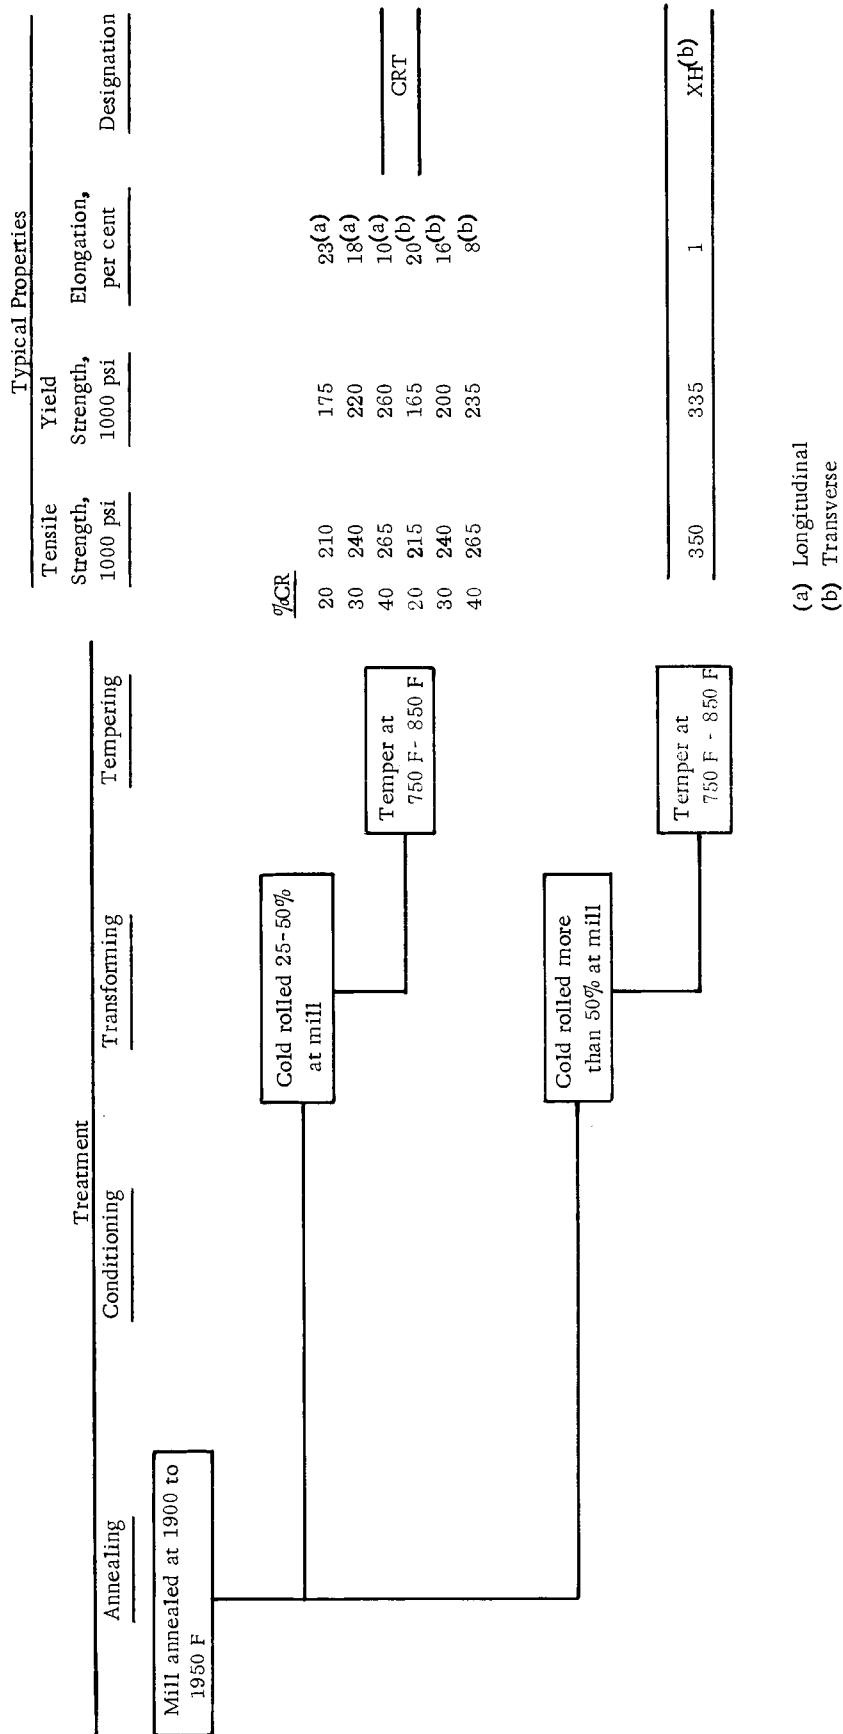 Treatment
Annealing
Conditioning
Transforming
Tempering
Mill annealed at 1900 to
1950 F
Cold rolled 25-50%
at mill
Temper at
750 F- 850 F
Cold rolled more
than 50% at mill
Temper at
750 F - 850 F
Typical Properties
Tensile Yield
Strength, Strength, Elongation,
1000 psi 1000 psi per cent Designation
%CR
20 210 175 23(a)
30 240 220 18(a)
40 265 260 10(a) CRT
20 215 165 20(b)
30 240 200 16(b)
40 265 235 8(b)
350 335 1 XH(b)
(a) Longitudinal
(b) Transverse